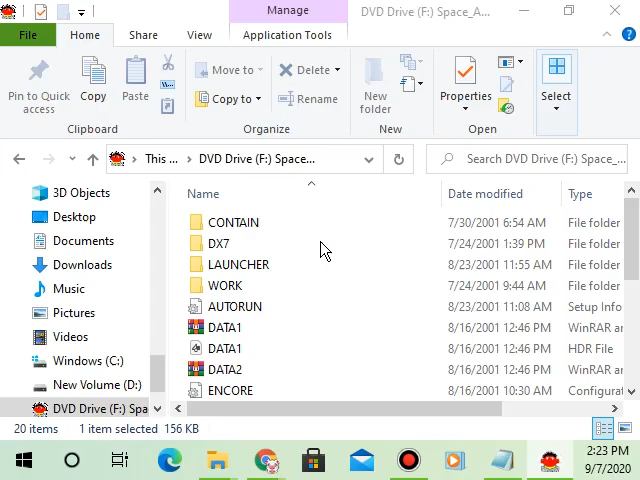 Manage
DVD Drive (F:) Space_A...
File
Home
Share
View
Application Tools
Pin to Quick access
Copy
Paste
Move to
Copy to
Delete
Rename
New folder
Properties
Select
Clipboard
Organize
New
Open
This ...
DVD Drive (F:) Space...
Search DVD Drive (F:) Space_...
3D Objects
Desktop
Documents
Downloads
Music
Pictures
Videos
Windows (C:)
New Volume (D:)
DVD Drive (F:) Spa
Name
Date modified
Type
CONTAIN 7/30/2001 6:54 AM File folder
DX7 7/24/2001 1:39 PM File folder
LAUNCHER 8/23/2001 11:55 AM File folder
WORK 7/24/2001 9:44 AM File folder
AUTORUN 8/23/2001 11:08 AM Setup Info
DATA1 8/16/2001 12:46 PM WinRAR ar
DATA1 8/16/2001 12:46 PM HDR File
DATA2 8/16/2001 12:46 PM WinRAR ar
ENCORE 8/16/2001 10:30 AM Configurat
20 items
1 item selected 156 KB
2:23 PM
9/7/2020